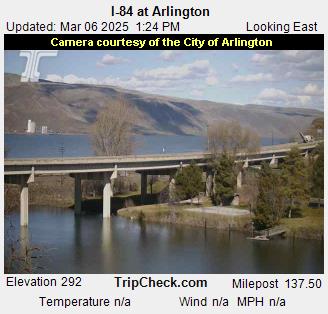 I-84 at Arlington
Updated: Mar 06 2025 1:24 PM Looking East
Camera courtesy of the City of Arlington
Elevation 292 TripCheck.com Milepost 137.50
Temperature n/a Wind n/a MPH n/a